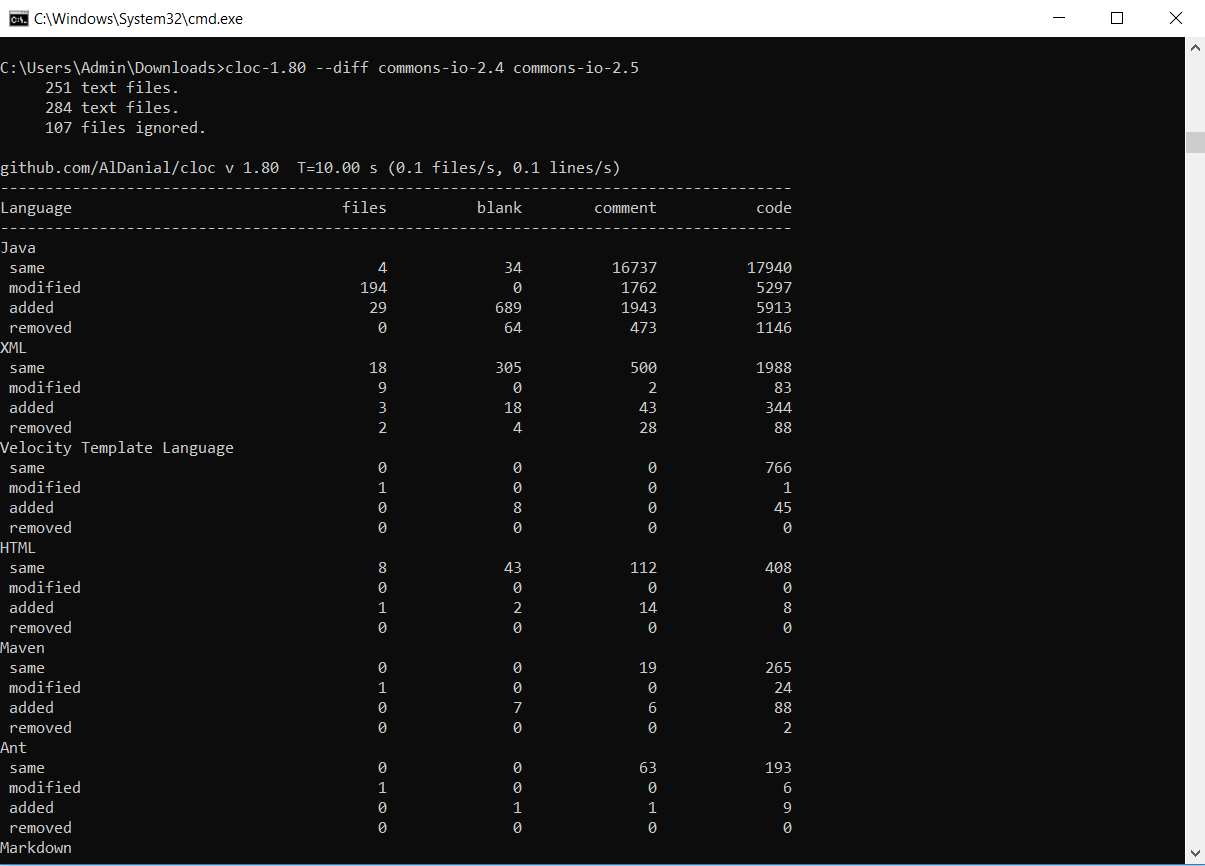 C:\Windows\System32\cmd.exe
C:\Users\Admin\Downloads>cloc-1.80 --diff commons-io-2.4 commons-io-2.5
     251 text files.
     284 text files.
     107 files ignored.
github.com/AlDanial/cloc v 1.80  T=10.00 s (0.1 files/s, 0.1 lines/s)
----------------------------------------------------------------------------------------
Language                              files          blank        comment           code
----------------------------------------------------------------------------------------
Java
 same                                     4             34          16737          17940
 modified                               194              0           1762           5297
 added                                   29            689           1943           5913
 removed                                  0             64            473           1146
XML
 same                                    18            305            500           1988
 modified                                 9              0              2             83
 added                                    3             18             43            344
 removed                                  2              4             28             88
Velocity Template Language
 same                                     0              0              0            766
 modified                                 1              0              0              1
 added                                    0              8              0             45
 removed                                  0              0              0              0
HTML
 same                                     8             43            112            408
 modified                                 0              0              0              0
 added                                    1              2             14              8
 removed                                  0              0              0              0
Maven
 same                                     0              0             19            265
 modified                                 1              0              0             24
 added                                    0              7              6             88
 removed                                  0              0              0              2
Ant
 same                                     0              0             63            193
 modified                                 1              0              0              6
 added                                    0              1              1              9
 removed                                  0              0              0              0
Markdown